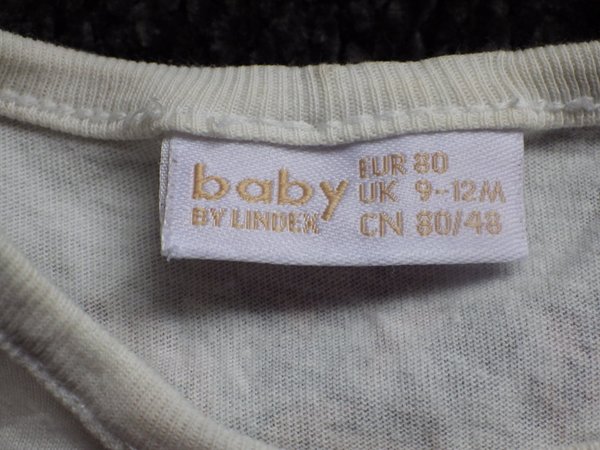 baby
BY LINDEX
EUR 80
UK 9-12M
CN 80/48